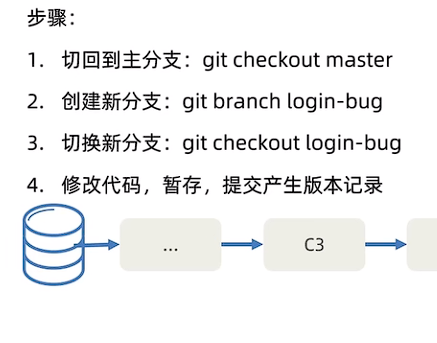 步骤：
1. 切回到主分支：git checkout master
2. 创建新分支：git branch login-bug
3. 切换新分支：git checkout login-bug
4. 修改代码，暂存，提交产生版本记录
... C3